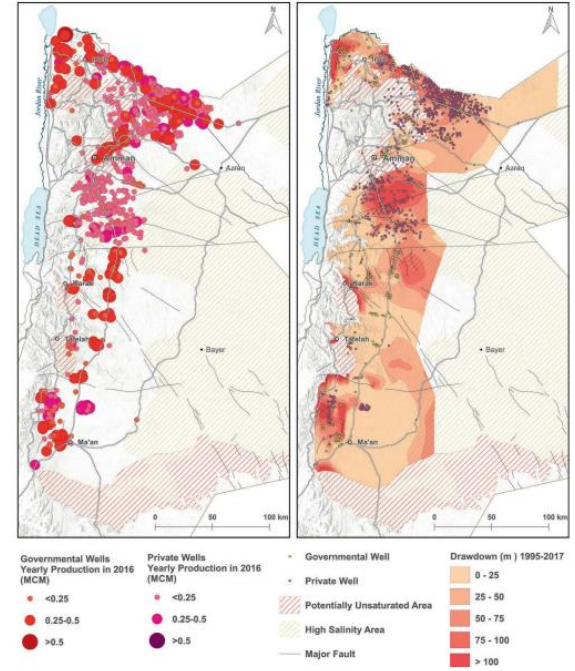 N
Jordan River
Irbid
Amman
Azraq
DEAD SEA
Karak
Tafelah
Bayer
Ma'an
0 50 100 km
N
Jordan River
Irbid
Amman
Azraq
DEAD SEA
Karak
Tafelah
Bayer
Ma'an
0 50 100 km
Governmental Wells
Yearly Production in 2016
(MCM)
<0.25
0.25-0.5
>0.5
Private Wells
Yearly Production in 2016
(MCM)
<0.25
0.25-0.5
>0.5
Governmental Well
Private Well
Potentially Unsaturated Area
High Salinity Area
Major Fault
Drawdown (m ) 1995-2017
0 - 25
25 - 50
50 - 75
75 - 100
> 100